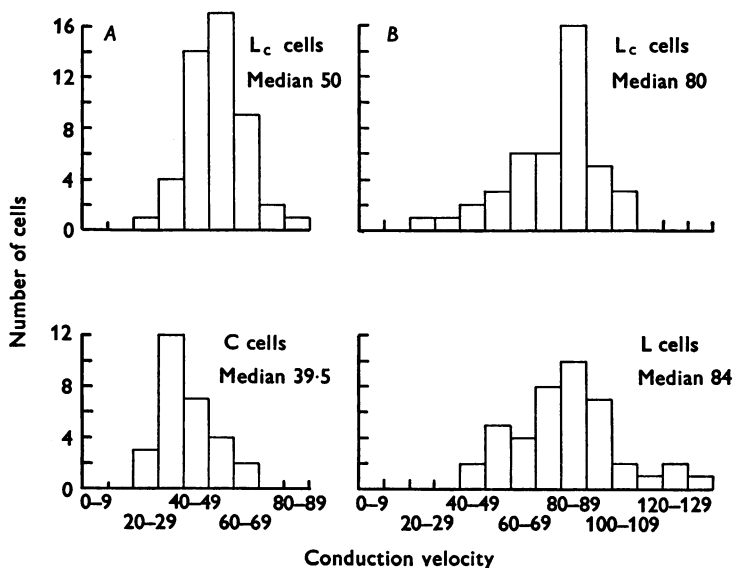 A
L_c cells
Median 50
16
12
8
4
0
B
L_c cells
Median 80
Number of cells
C cells
Median 39·5
12
8
4
0
L cells
Median 84
0–9 40–49 80–89
20–29 60–69
0–9 40–49 80–89 120–129
20–29 60–69 100–109
Conduction velocity